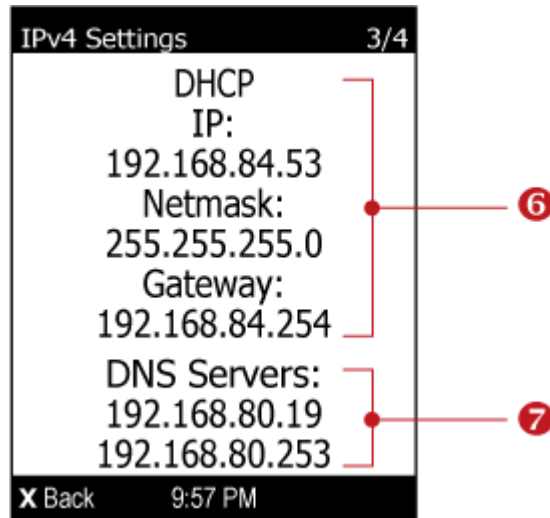 IPv4 Settings 3/4
DHCP
IP:
192.168.84.53
Netmask:
255.255.255.0
Gateway:
192.168.84.254
6
DNS Servers:
192.168.80.19
192.168.80.253
7
X Back 9:57 PM